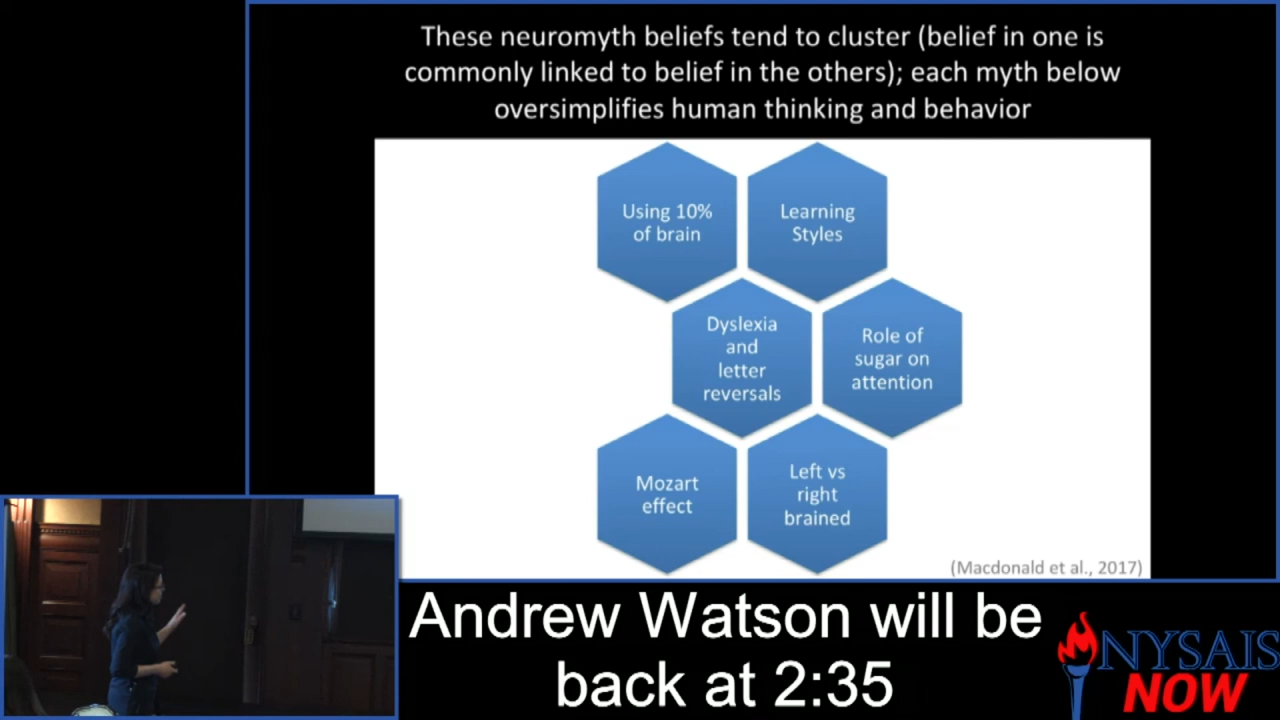 These neuromyth beliefs tend to cluster (belief in one is
commonly linked to belief in the others); each myth below
oversimplifies human thinking and behavior
Using 10%
of brain
Learning
Styles
Dyslexia
and
letter
reversals
Role of
sugar on
attention
Mozart
effect
Left vs
right
brained
(Macdonald et al., 2017)
Andrew Watson will be
back at 2:35
NYSAIS
NOW